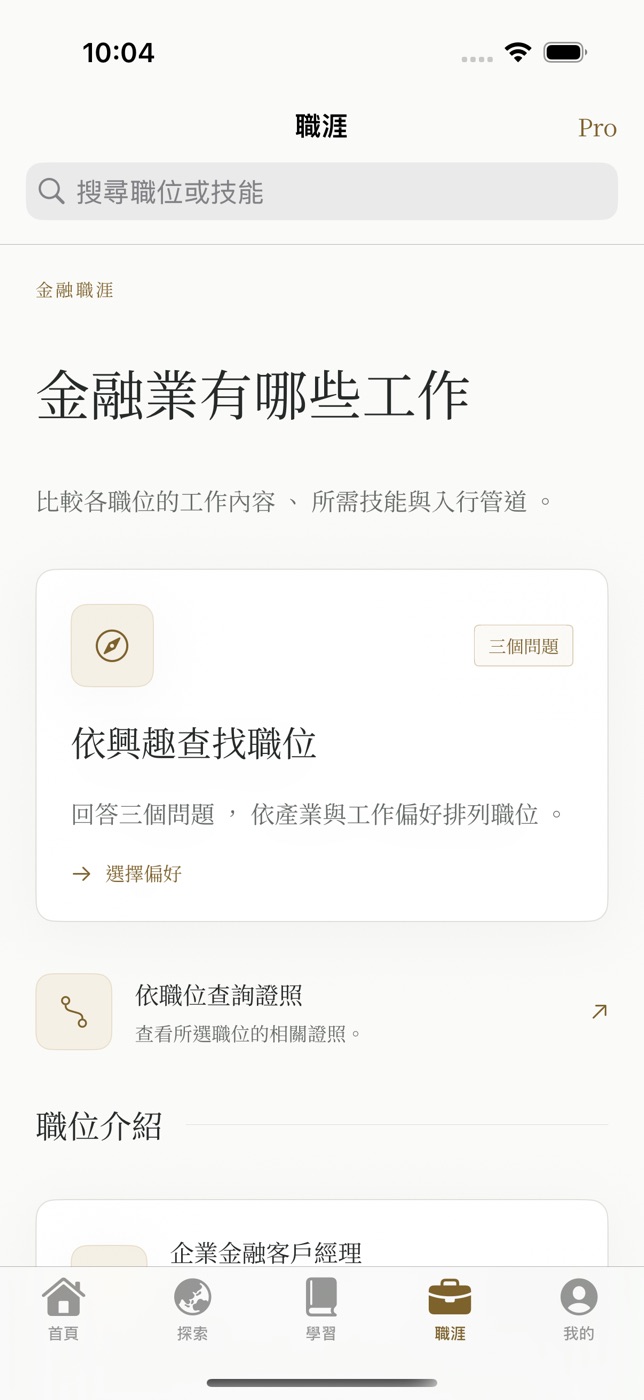 10:04
職涯
Pro
搜尋職位或技能
金融職涯
金融業有哪些工作
比較各職位的工作內容、所需技能與入行管道。
三個問題
依興趣查找職位
回答三個問題，依產業與工作偏好排列職位。
→ 選擇偏好
依職位查詢證照
查看所選職位的相關證照。
職位介紹
企業金融客戶經理
首頁
探索
學習
職涯
我的